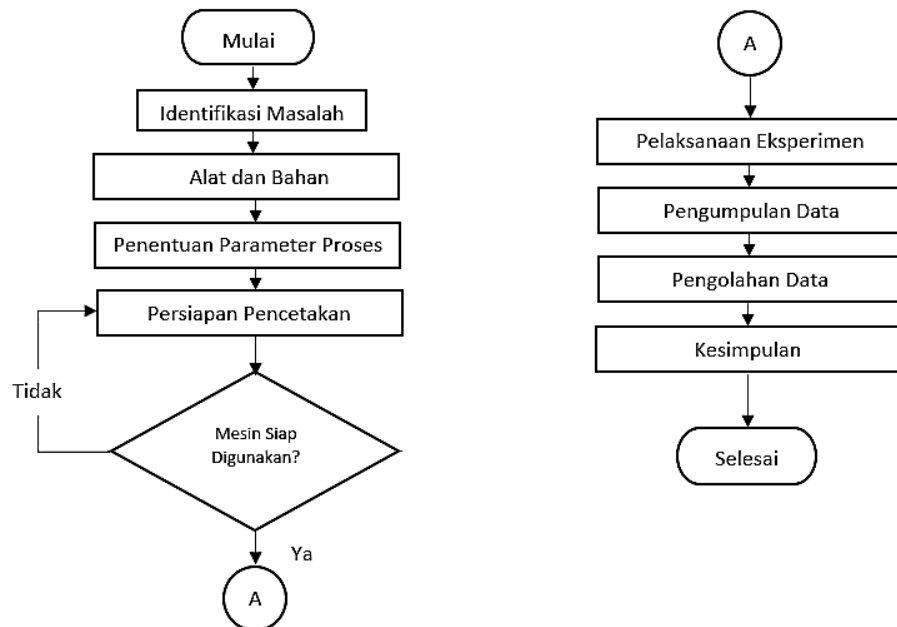 Mulai
Identifikasi Masalah
Alat dan Bahan
Penentuan Parameter Proses
Persiapan Pencetakan
Tidak
Mesin Siap
Digunakan?
Ya
A
A
Pelaksanaan Eksperimen
Pengumpulan Data
Pengolahan Data
Kesimpulan
Selesai